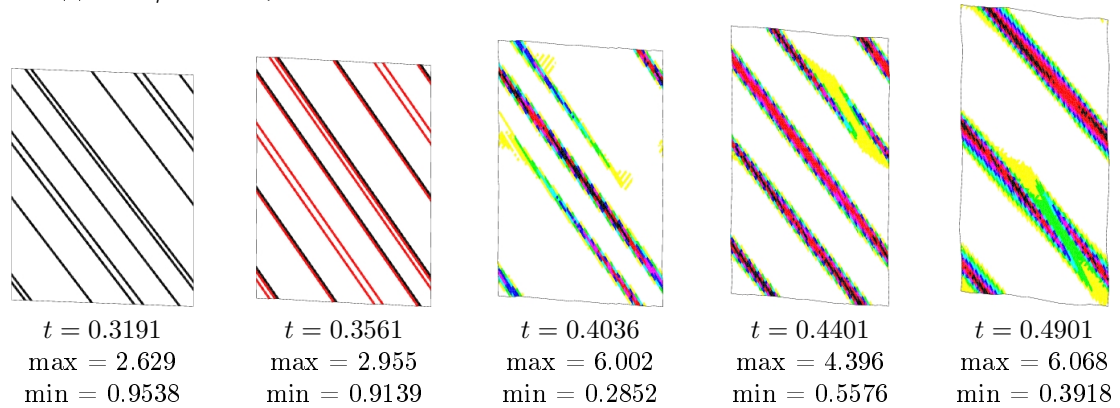 t = 0.3191 t = 0.3561 t = 0.4036 t = 0.4401 t = 0.4901
max = 2.629 max = 2.955 max = 6.002 max = 4.396 max = 6.068
min = 0.9538 min = 0.9139 min = 0.2852 min = 0.5576 min = 0.3918